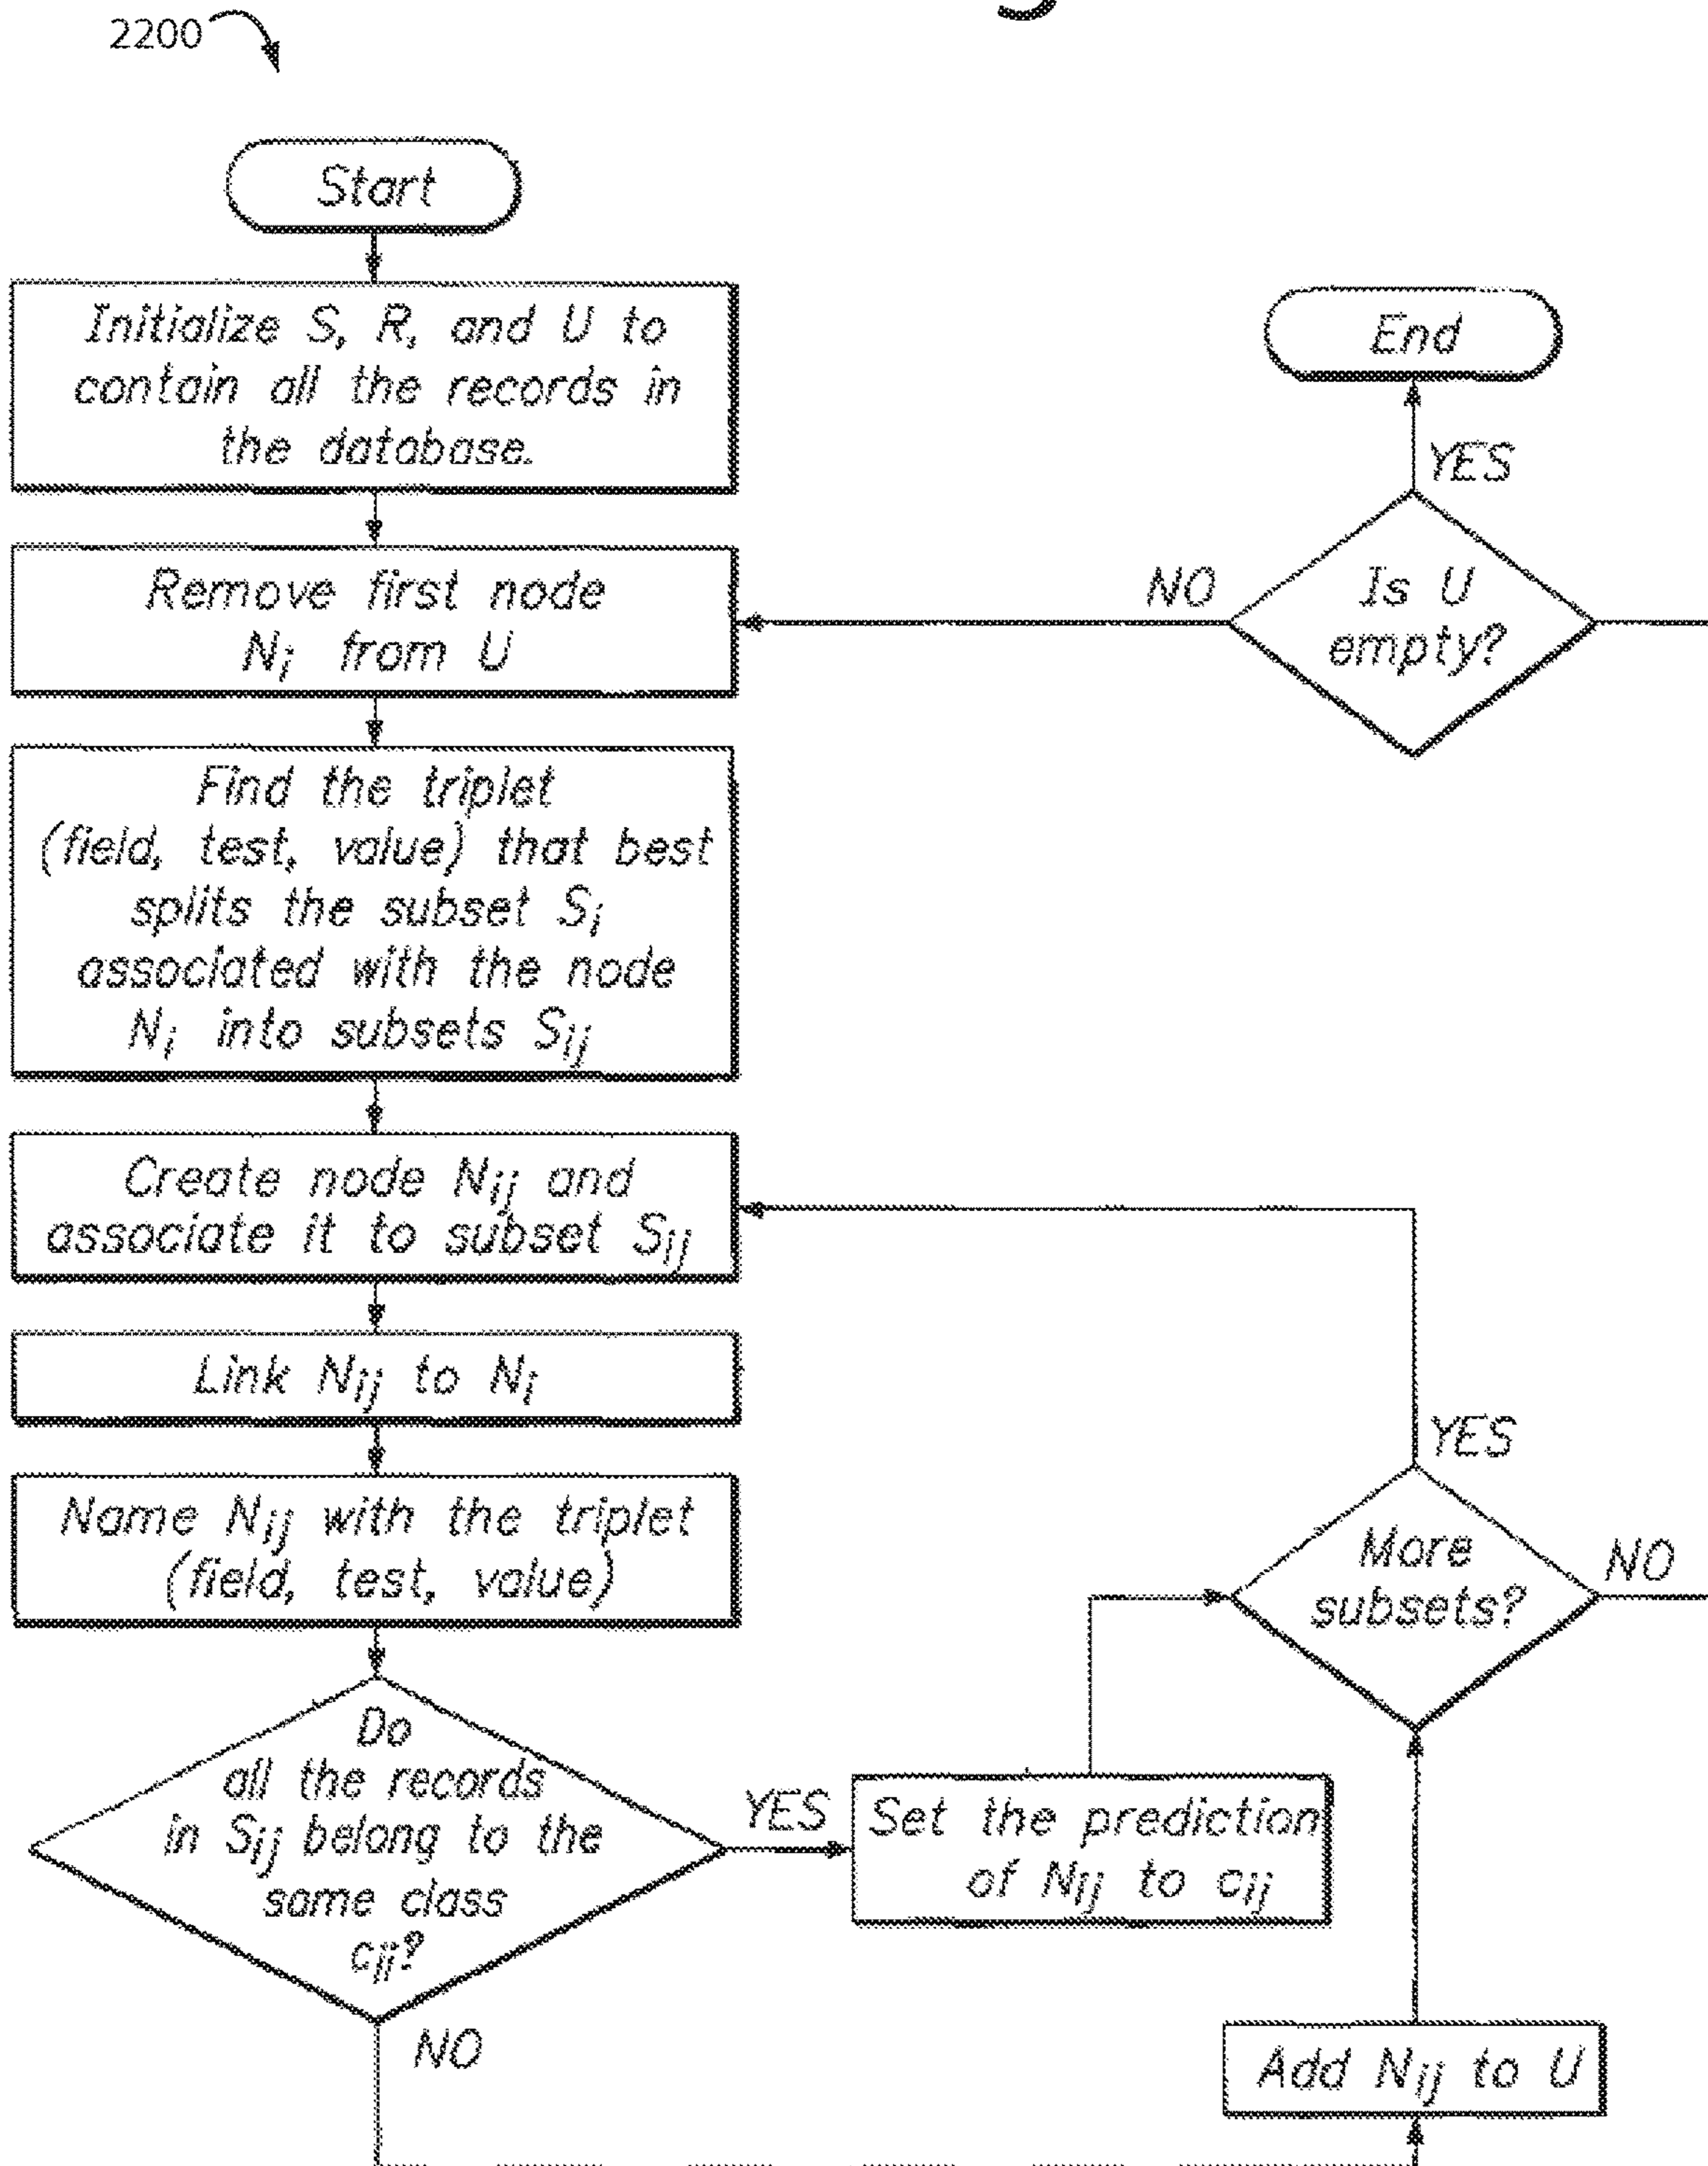 2200
Start
Initialize S, R, and U to
contain all the records in
the database.
Remove first node
Ni from U
Find the triplet
(field, test, value) that best
splits the subset Si
associated with the node
Ni into subsets Sij
Create node Nij and
associate it to subset Sij
Link Nij to Ni
Name Nij with the triplet
(field, test, value)
Do
all the records
in Sij belong to the
same class
cij?
YES
NO
Set the prediction
of Nij to cij
Add Nij to U
More
subsets?
YES
NO
Is U
empty?
NO
YES
End